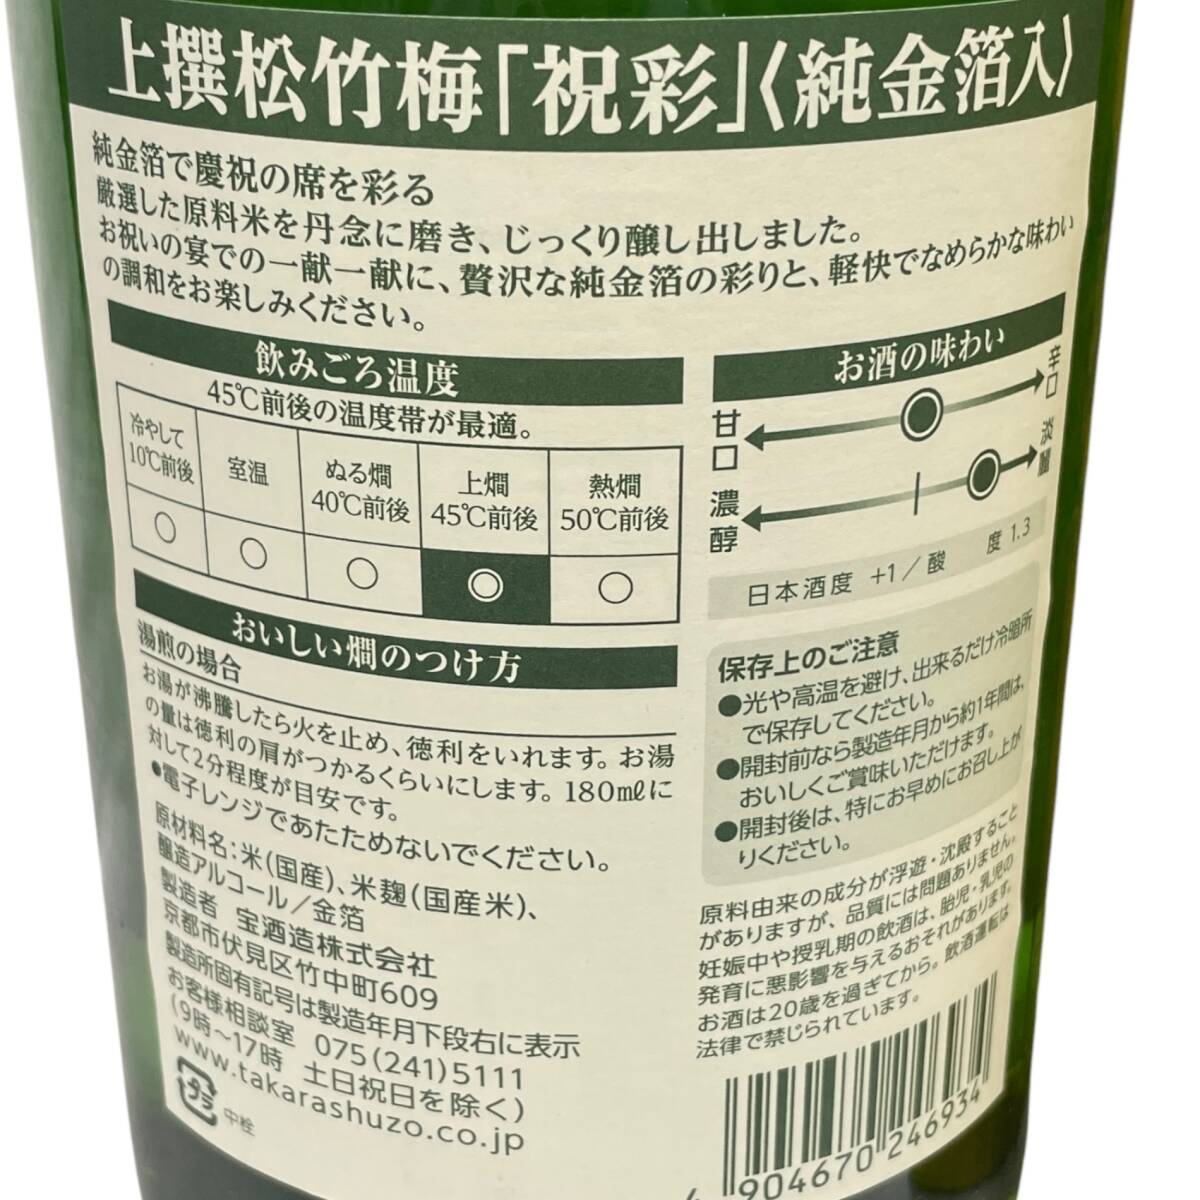 上撰松竹梅「祝彩」〈純金箔入〉
純金箔で慶祝の席を彩る
厳選した原料米を丹念に磨き、じっくり醸し出しました。
お祝いの宴での一献一献に、贅沢な純金箔の彩りと、軽快でなめらかな味わい
の調和をお楽しみください。
飲みごろ温度
45℃前後の温度帯が最適。
冷やして
10℃前後
室温
ぬる燗
40℃前後
上燗
45℃前後
熱燗
50℃前後
○
○
○
◎
○
お酒の味わい
甘口
辛口
濃醇
淡麗
日本酒度 +1/酸度 1.3
おいしい燗のつけ方
湯煎の場合
お湯が沸騰したら火を止め、徳利をいれます。お湯
の量は徳利の肩がつかるくらいにします。180mℓに
対して2分程度が目安です。
●電子レンジであたためないでください。
原材料名:米(国産)、米麹(国産米)、
醸造アルコール/金箔
製造者 宝酒造株式会社
京都市伏見区竹中町609
製造所固有記号は製造年月下段右に表示
お客様相談室 075(241)5111
(9時～17時 土日祝日を除く)
www.takarashuzo.co.jp
プラ
中栓
保存上のご注意
●光や高温を避け、出来るだけ冷暗所
で保存してください。
●開封前なら製造年月から約1年間は、
おいしくご賞味いただけます。
●開封後は、特にお早めにお召し上が
りください。
原料由来の成分が浮遊・沈殿すること
がありますが、品質には問題ありません。
妊娠中や授乳期の飲酒は、胎児・乳児の
発育に悪影響を与えるおそれがあります。
お酒は20歳を過ぎてから。飲酒運転は
法律で禁じられています。
4 904670 246934